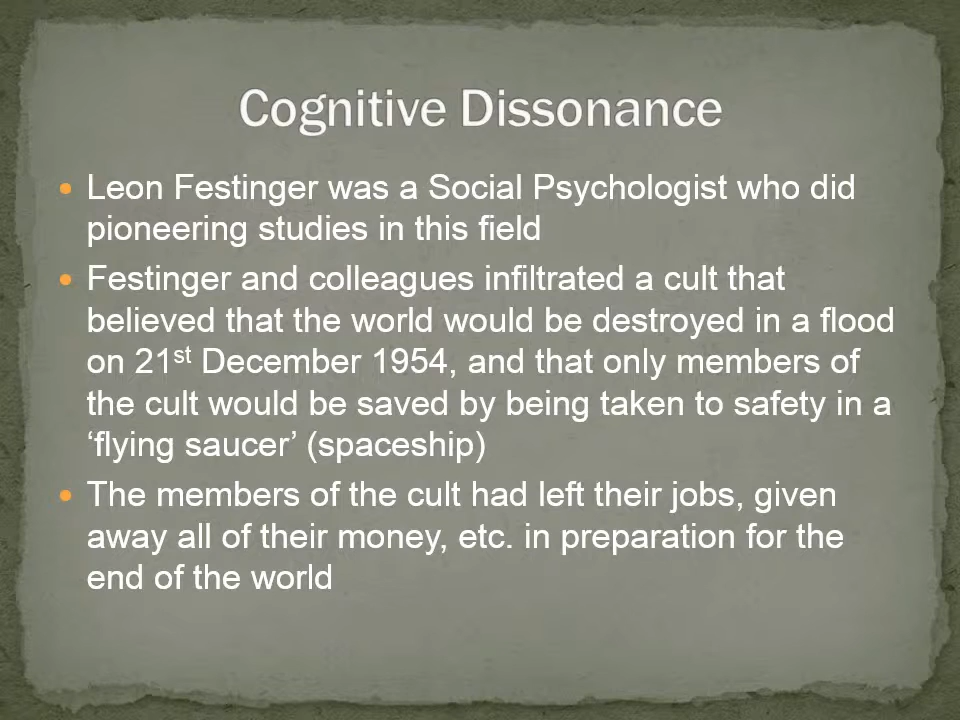 Cognitive Dissonance
• Leon Festinger was a Social Psychologist who did
pioneering studies in this field
• Festinger and colleagues infiltrated a cult that
believed that the world would be destroyed in a flood
on 21st December 1954, and that only members of
the cult would be saved by being taken to safety in a
‘flying saucer’ (spaceship)
• The members of the cult had left their jobs, given
away all of their money, etc. in preparation for the
end of the world